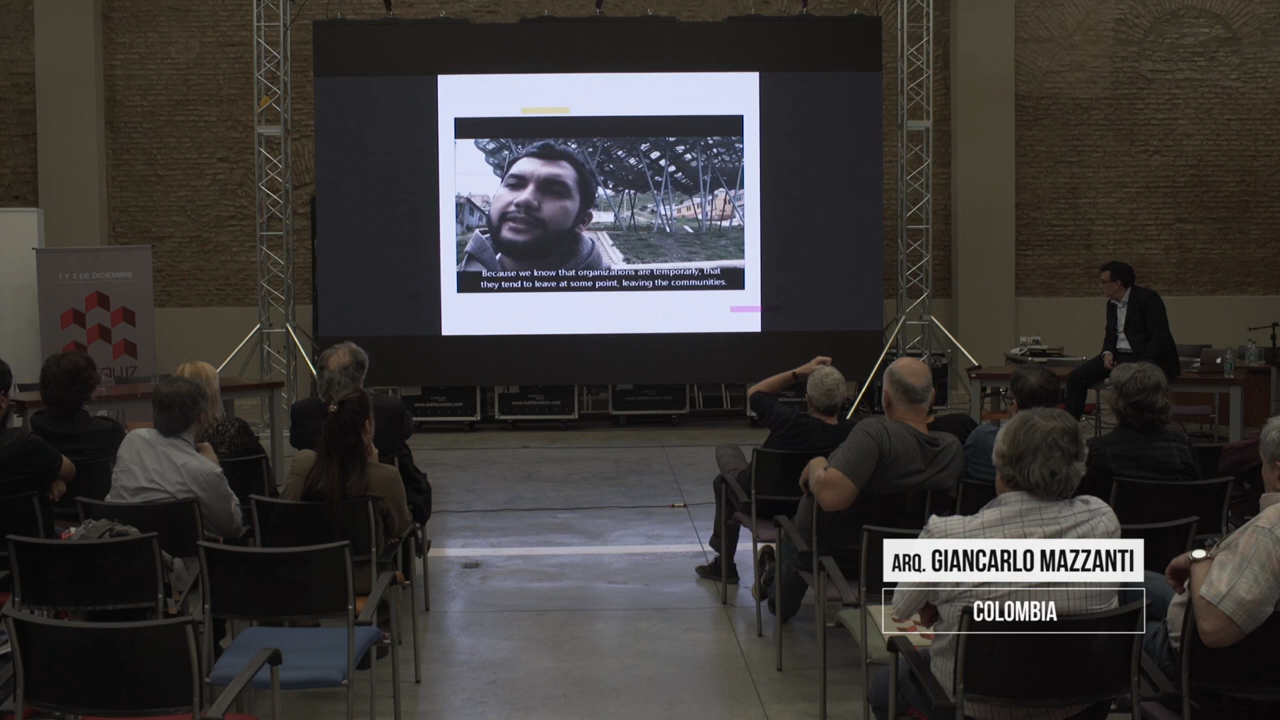 1 Y 2 DE DICIEMBRE
QUIZ
Because we know that organizations are temporarly, that
they tend to leave at some point, leaving the communities.
ARQ. GIANCARLO MAZZANTI
COLOMBIA